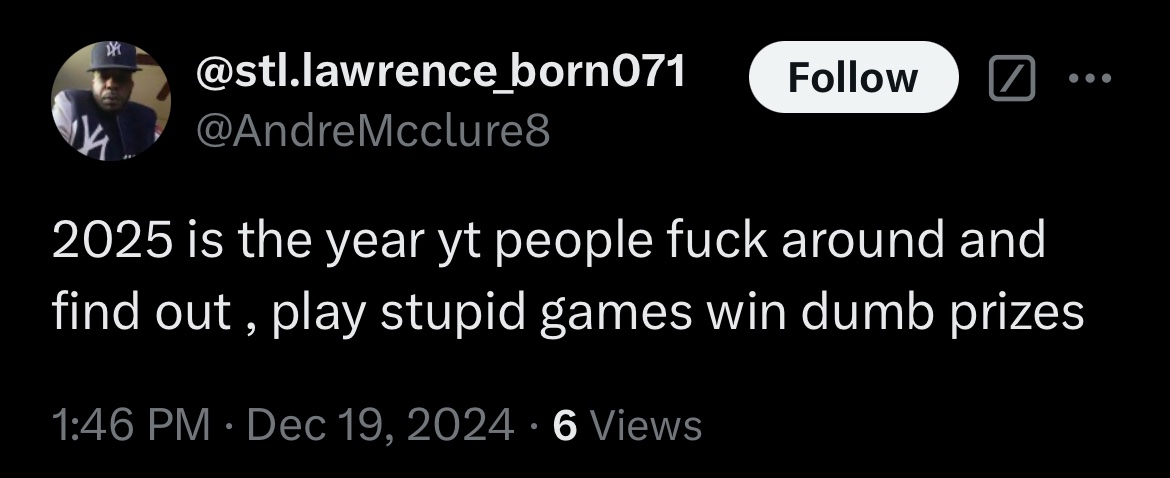 @stl.lawrence_born071
Follow
@AndreMcclure8
2025 is the year yt people fuck around and
find out , play stupid games win dumb prizes
1:46 PM · Dec 19, 2024 · 6 Views